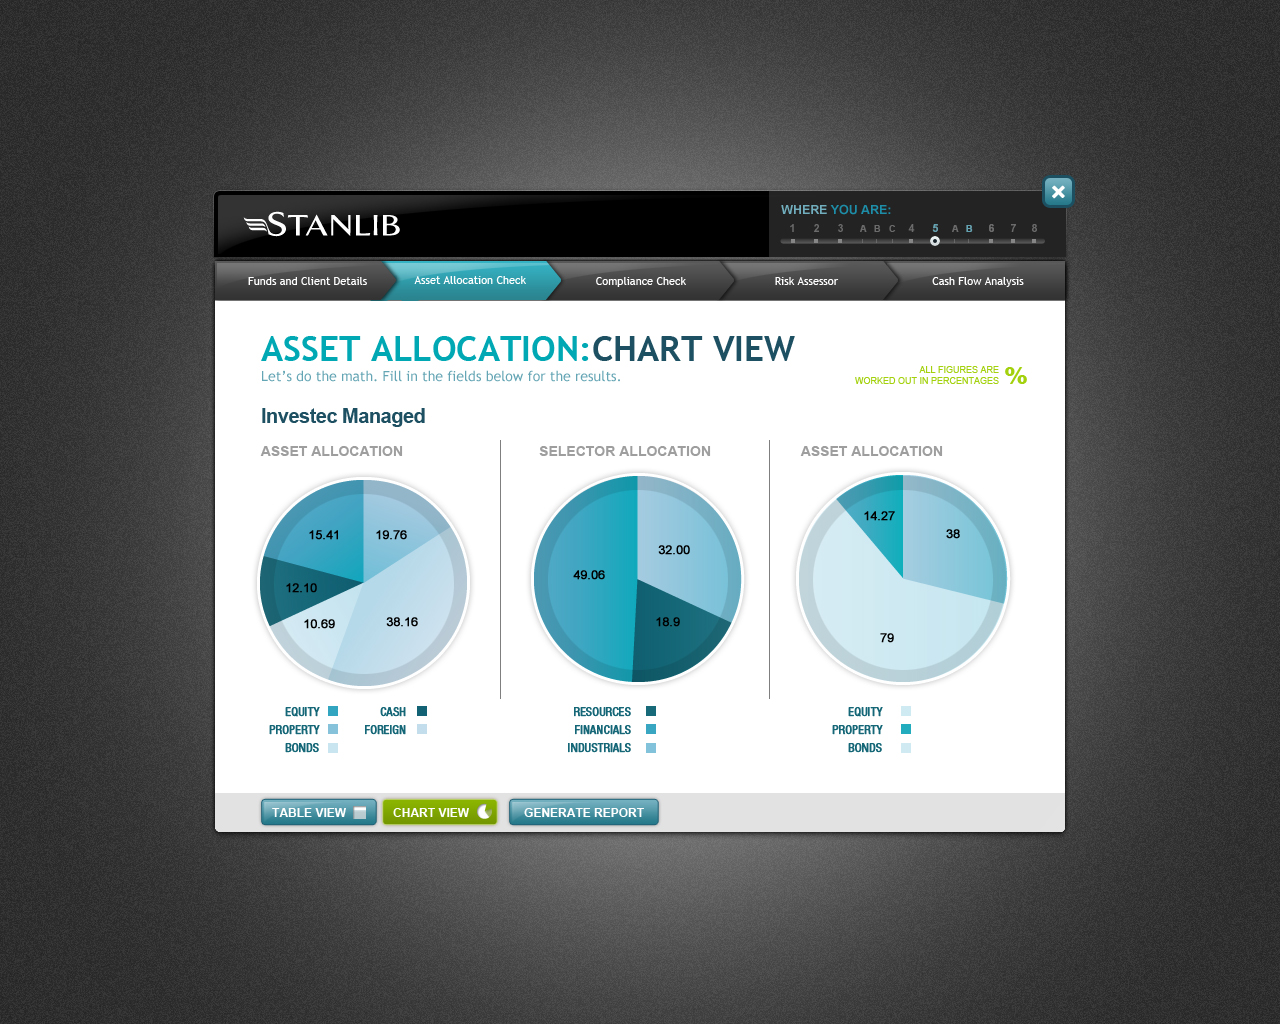 STANLIB
WHERE YOU ARE:
1 2 3 A B C 4 5 A B 6 7 8
Funds and Client Details
Asset Allocation Check
Compliance Check
Risk Assessor
Cash Flow Analysis
ASSET ALLOCATION:CHART VIEW
Let's do the math. Fill in the fields below for the results.
ALL FIGURES ARE
WORKED OUT IN PERCENTAGES %
Investec Managed
ASSET ALLOCATION
15.41 19.76
12.10
10.69 38.16
EQUITY CASH
PROPERTY FOREIGN
BONDS
SELECTOR ALLOCATION
32.00
49.06
18.9
RESOURCES
FINANCIALS
INDUSTRIALS
ASSET ALLOCATION
14.27
38
79
EQUITY
PROPERTY
BONDS
TABLE VIEW
CHART VIEW
GENERATE REPORT